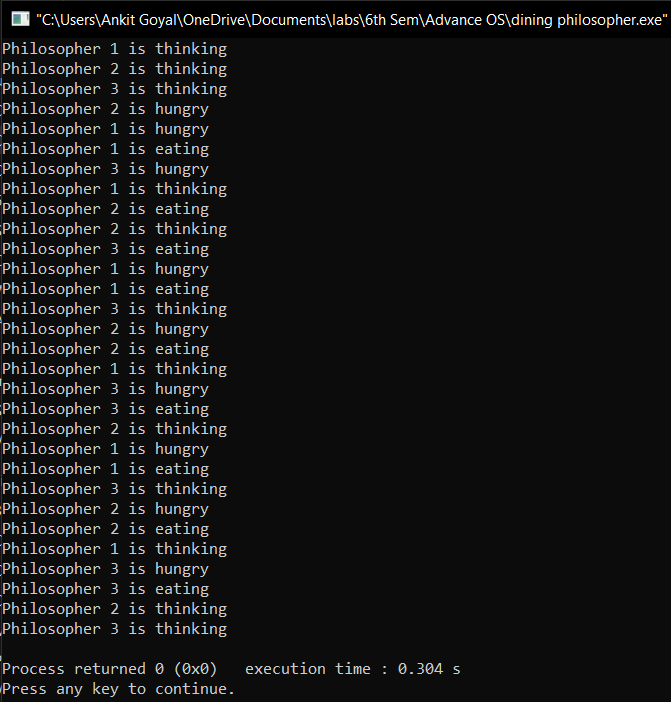 "C:\Users\Ankit Goyal\OneDrive\Documents\labs\6th Sem\Advance OS\dining philosopher.exe"
Philosopher 1 is thinking
Philosopher 2 is thinking
Philosopher 3 is thinking
Philosopher 2 is hungry
Philosopher 1 is hungry
Philosopher 1 is eating
Philosopher 3 is hungry
Philosopher 1 is thinking
Philosopher 2 is eating
Philosopher 2 is thinking
Philosopher 3 is eating
Philosopher 1 is hungry
Philosopher 1 is eating
Philosopher 3 is thinking
Philosopher 2 is hungry
Philosopher 2 is eating
Philosopher 1 is thinking
Philosopher 3 is hungry
Philosopher 3 is eating
Philosopher 2 is thinking
Philosopher 1 is hungry
Philosopher 1 is eating
Philosopher 3 is thinking
Philosopher 2 is hungry
Philosopher 2 is eating
Philosopher 1 is thinking
Philosopher 3 is hungry
Philosopher 3 is eating
Philosopher 2 is thinking
Philosopher 3 is thinking
Process returned 0 (0x0)   execution time : 0.304 s
Press any key to continue.